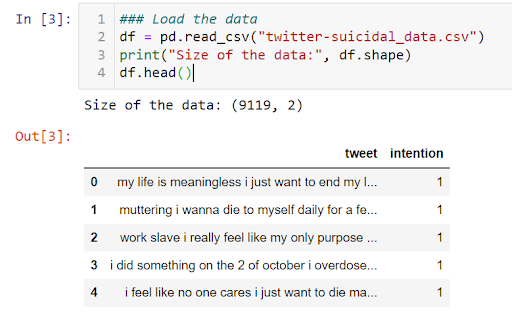 In [3]:
1 ### Load the data
2 df = pd.read_csv("twitter-suicidal_data.csv")
3 print("Size of the data:", df.shape)
4 df.head()
Size of the data: (9119, 2)
Out[3]:
tweet intention
0 my life is meaningless i just want to end my l... 1
1 muttering i wanna die to myself daily for a fe... 1
2 work slave i really feel like my only purpose ... 1
3 i did something on the 2 of october i overdose... 1
4 i feel like no one cares i just want to die ma... 1